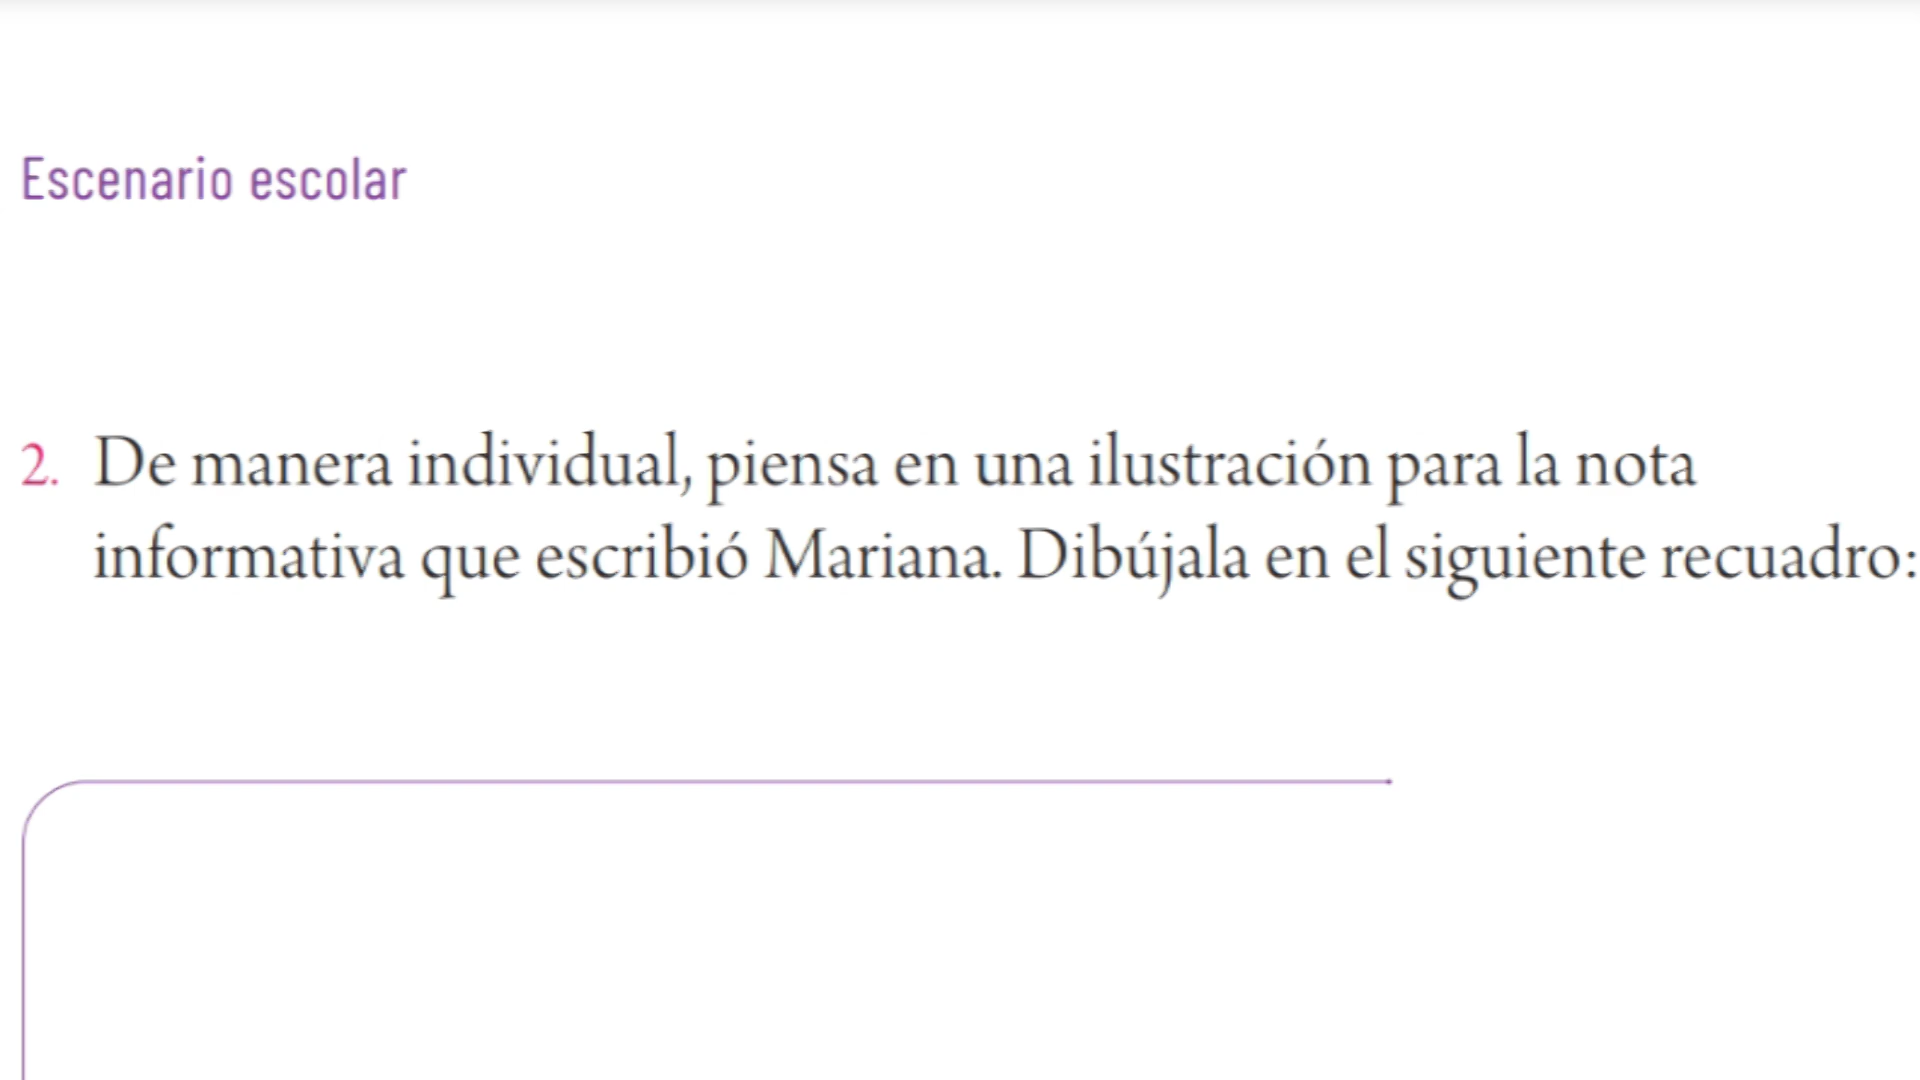 Escenario escolar
2. De manera individual, piensa en una ilustración para la nota
informativa que escribió Mariana. Dibújala en el siguiente recuadro: